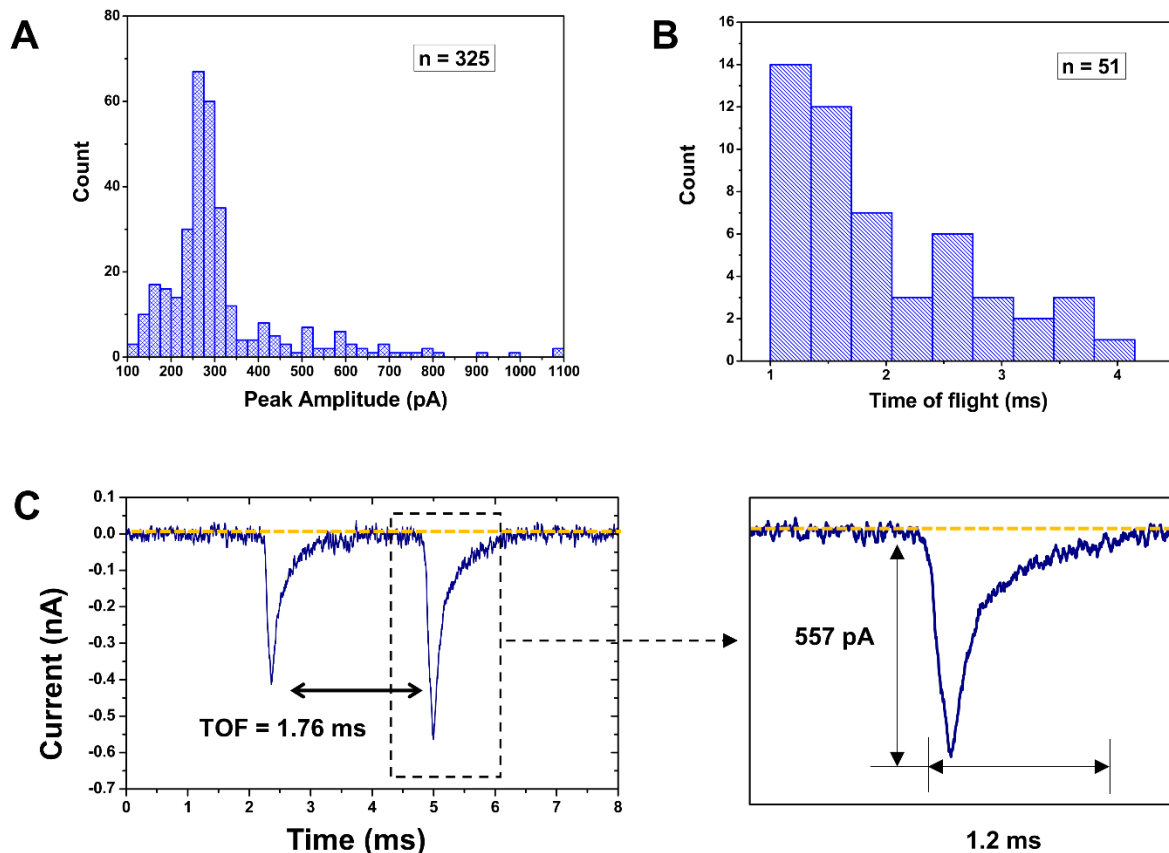 A
n = 325
80
60
40
20
0
Count
100 200 300 400 500 600 700 800 900 1000 1100
Peak Amplitude (pA)
B
n = 51
16
14
12
10
8
6
4
2
0
Count
1 2 3 4
Time of flight (ms)
C
0.1
0.0
-0.1
-0.2
-0.3
-0.4
-0.5
-0.6
-0.7
Current (nA)
TOF = 1.76 ms
0 1 2 3 4 5 6 7 8
Time (ms)
557 pA
1.2 ms